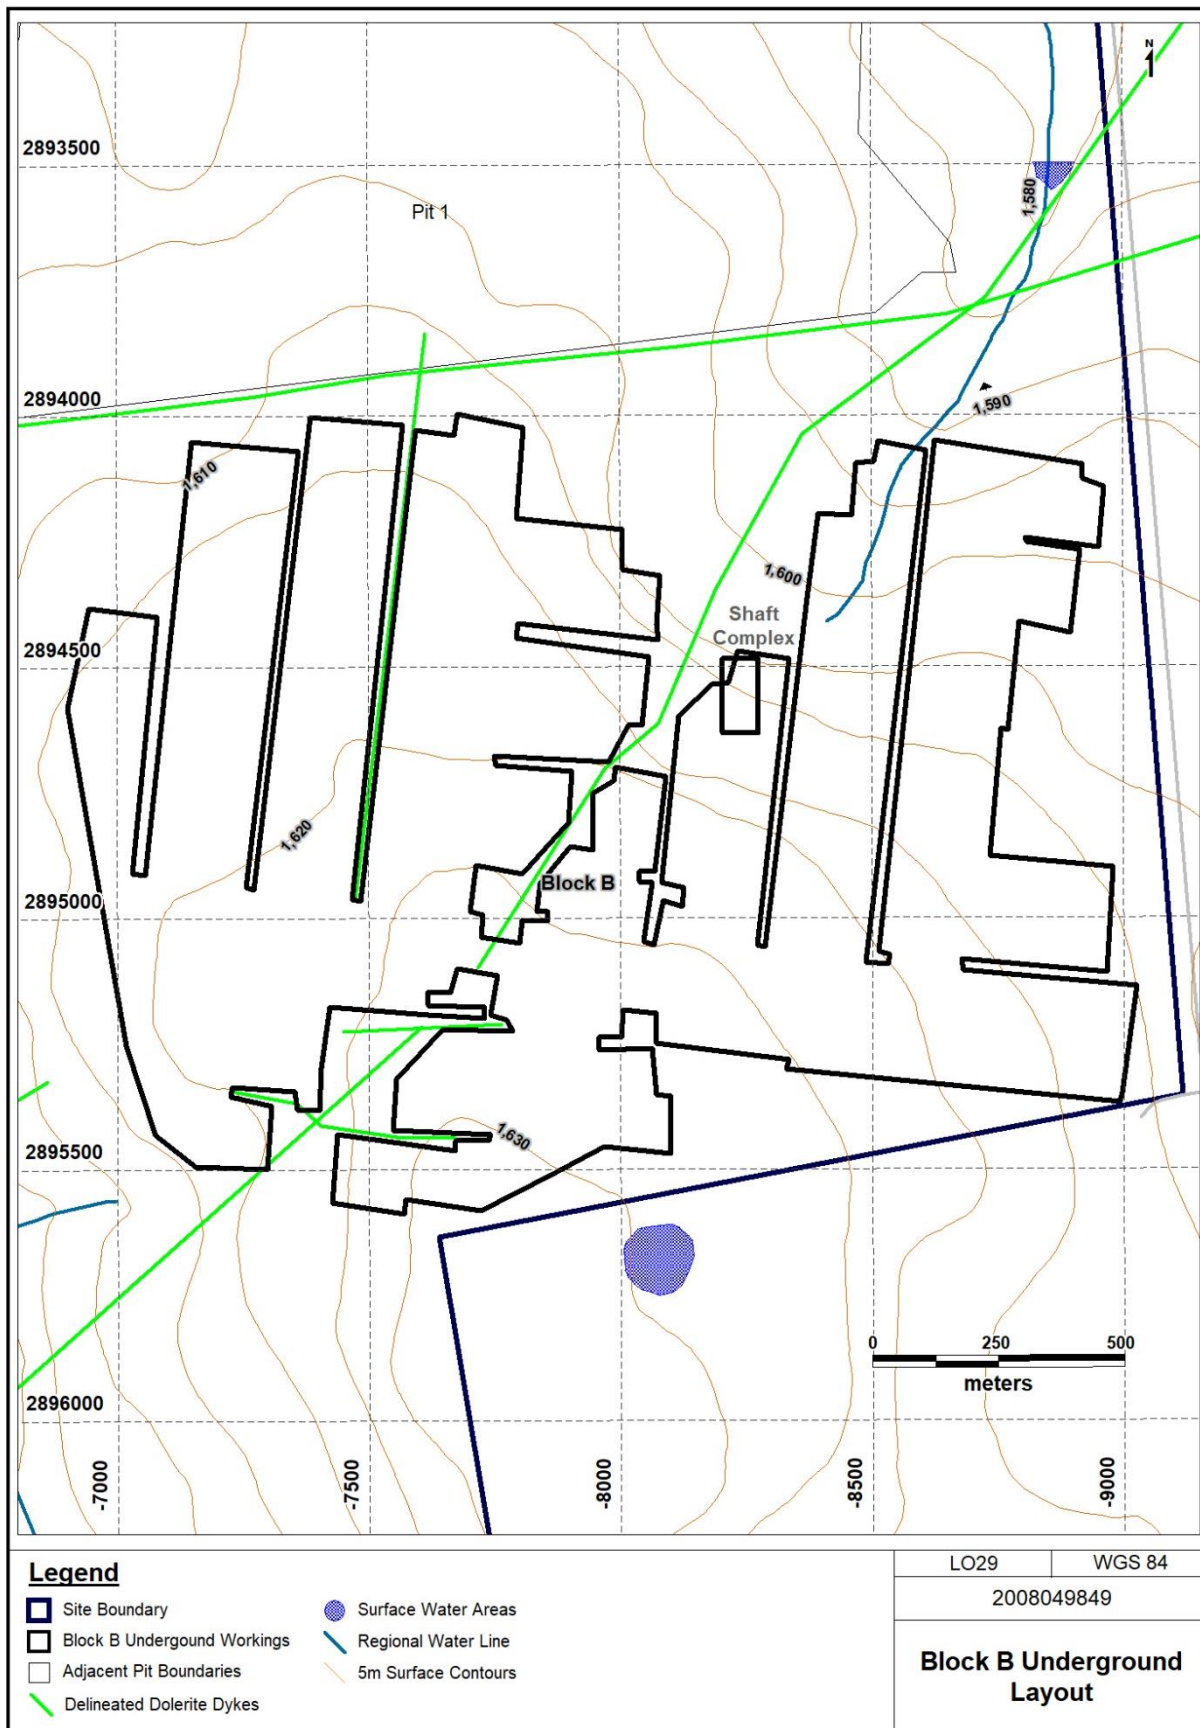 N
2893500
1,580
Pit 1
2894000
1,590
1,610
1,600
Shaft
Complex
2894500
1,620
Block B
2895000
1,630
2895500
0 250 500
meters
2896000
-7000
-7500
-8000
-8500
-9000
Legend
Site Boundary
Block B Undergound Workings
Adjacent Pit Boundaries
Delineated Dolerite Dykes
Surface Water Areas
Regional Water Line
5m Surface Contours
LO29 WGS 84
2008049849
Block B Underground
Layout